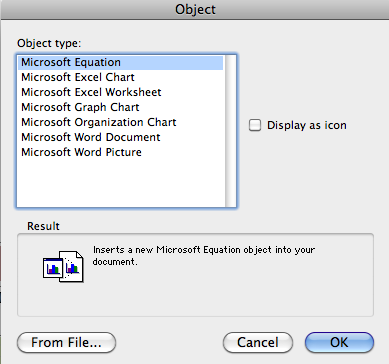 Object
Object type:
Microsoft Equation
Microsoft Excel Chart
Microsoft Excel Worksheet
Microsoft Graph Chart
Microsoft Organization Chart
Microsoft Word Document
Microsoft Word Picture
Display as icon
Result
Inserts a new Microsoft Equation object into your
document.
From File...
Cancel
OK